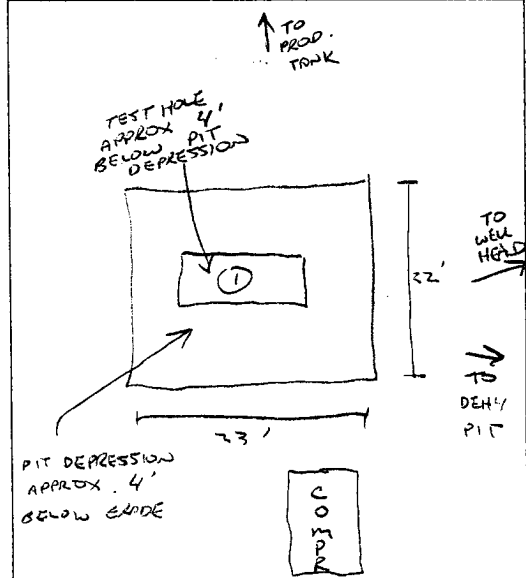 TO
PROD.
TANK
TEST HOLE
APPROX 4'
BELOW PIT
DEPRESSION
TO
WELL
HEAD
1
22'
TO
DEHY
PIT
23'
PIT DEPRESSION
APPROX. 4'
BELOW GRADE
COMPR